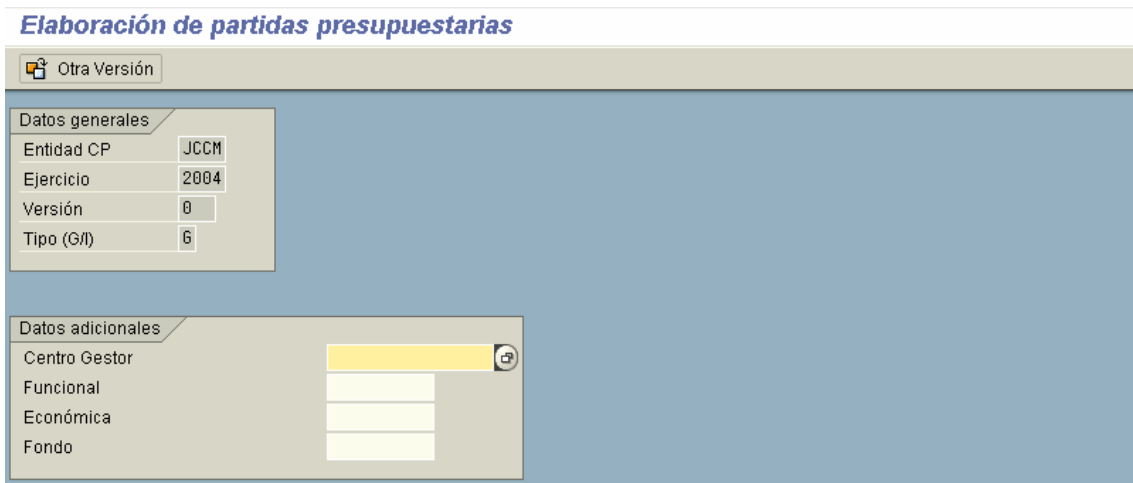 Elaboración de partidas presupuestarias
Otra Versión
Datos generales
Entidad CP JCCM
Ejercicio 2004
Versión 0
Tipo (G/I) G
Datos adicionales
Centro Gestor
Funcional
Económica
Fondo